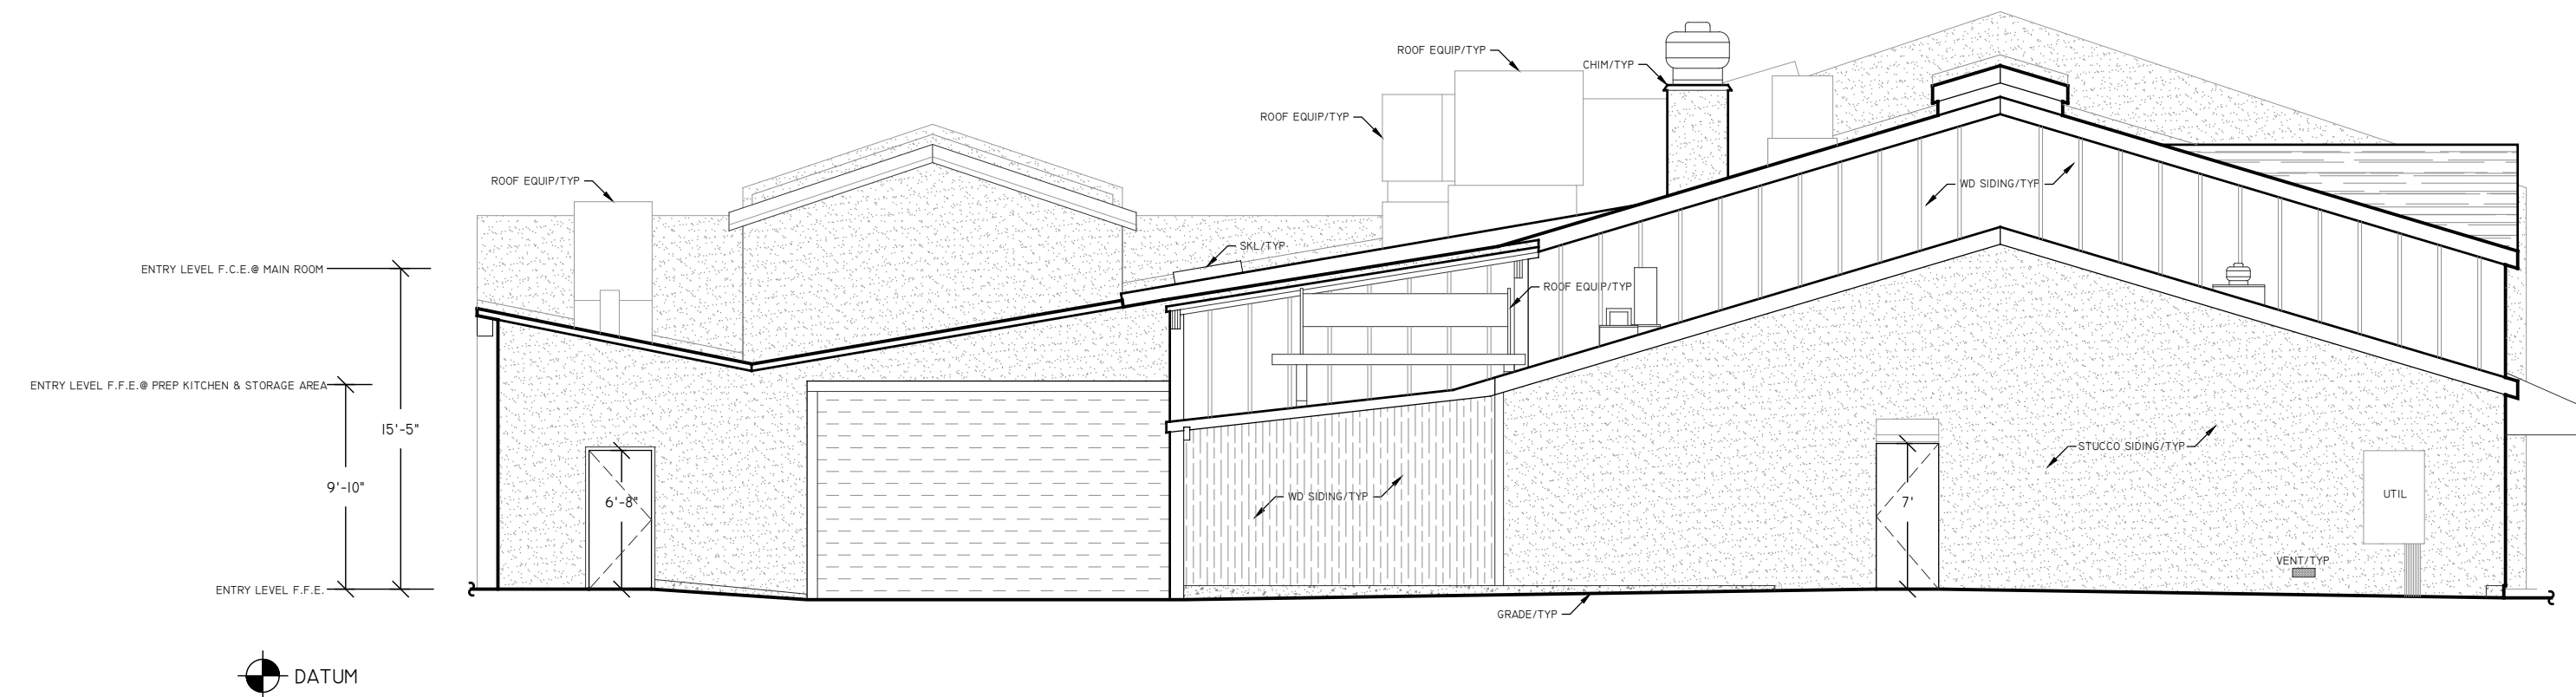 ROOF EQUIP/TYP
CHIM/TYP
ROOF EQUIP/TYP
ROOF EQUIP/TYP
WD SIDING/TYP
SKL/TYP
ENTRY LEVEL F.C.E.@ MAIN ROOM
ROOF EQUIP/TYP
ENTRY LEVEL F.F.E.@ PREP KITCHEN & STORAGE AREA
15'-5"
STUCCO SIDING/TYP
9'-10"
UTIL
WD SIDING/TYP
6'-8"
7'
VENT/TYP
ENTRY LEVEL F.F.E.
GRADE/TYP
DATUM